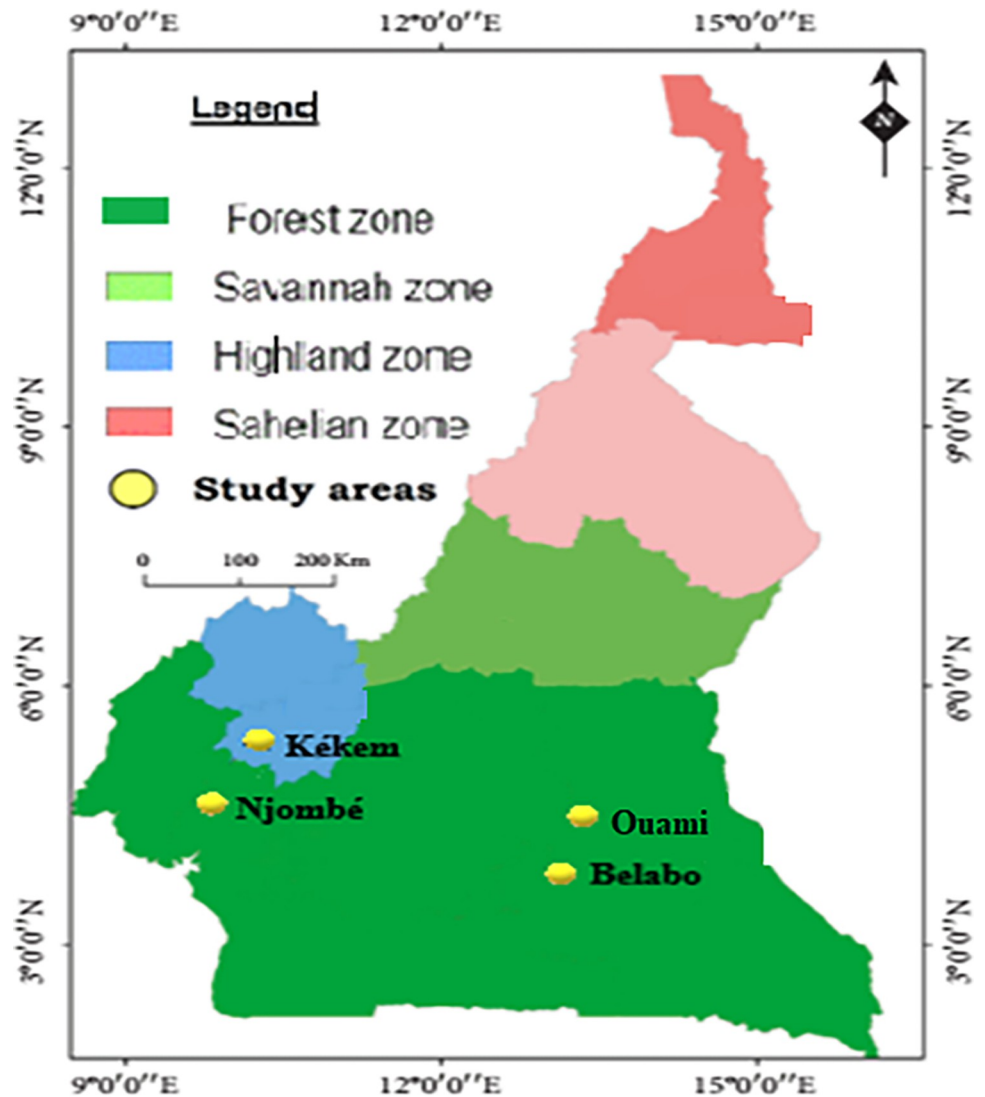 9°0'0"E 12°0'0"E 15°0'0"E
Legend
N
12°0'0"N 12°0'0"N
Forest zone
Savannah zone
Highland zone
Sahelian zone
9°0'0"N 9°0'0"N
Study areas
0 100 200 Km
6°0'0"N 6°0'0"N
Kékem
Njombé
Ouami
Belabo
3°0'0"N 3°0'0"N
9°0'0"E 12°0'0"E 15°0'0"E